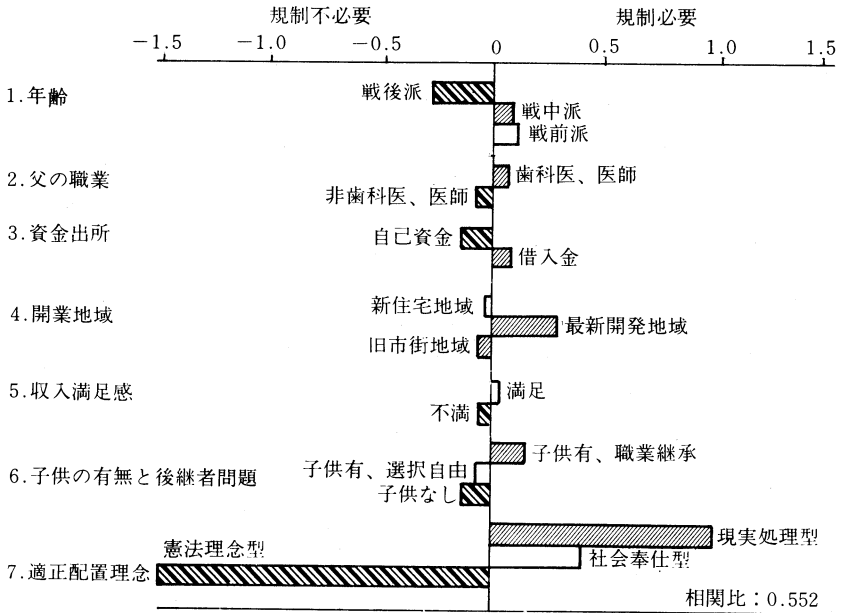 規制不必要 規制必要
−1.5 −1.0 −0.5 0 0.5 1.0 1.5
戦後派
1.年齢
戦中派
戦前派
歯科医、医師
2.父の職業
非歯科医、医師
3.資金出所 自己資金
借入金
新住宅地域
4.開業地域
最新開発地域
旧市街地域
5.収入満足感 満足
不満
子供有、職業継承
子供有、選択自由
6.子供の有無と後継者問題
子供なし
現実処理型
憲法理念型 社会奉仕型
7.適正配置理念
相関比：0.552